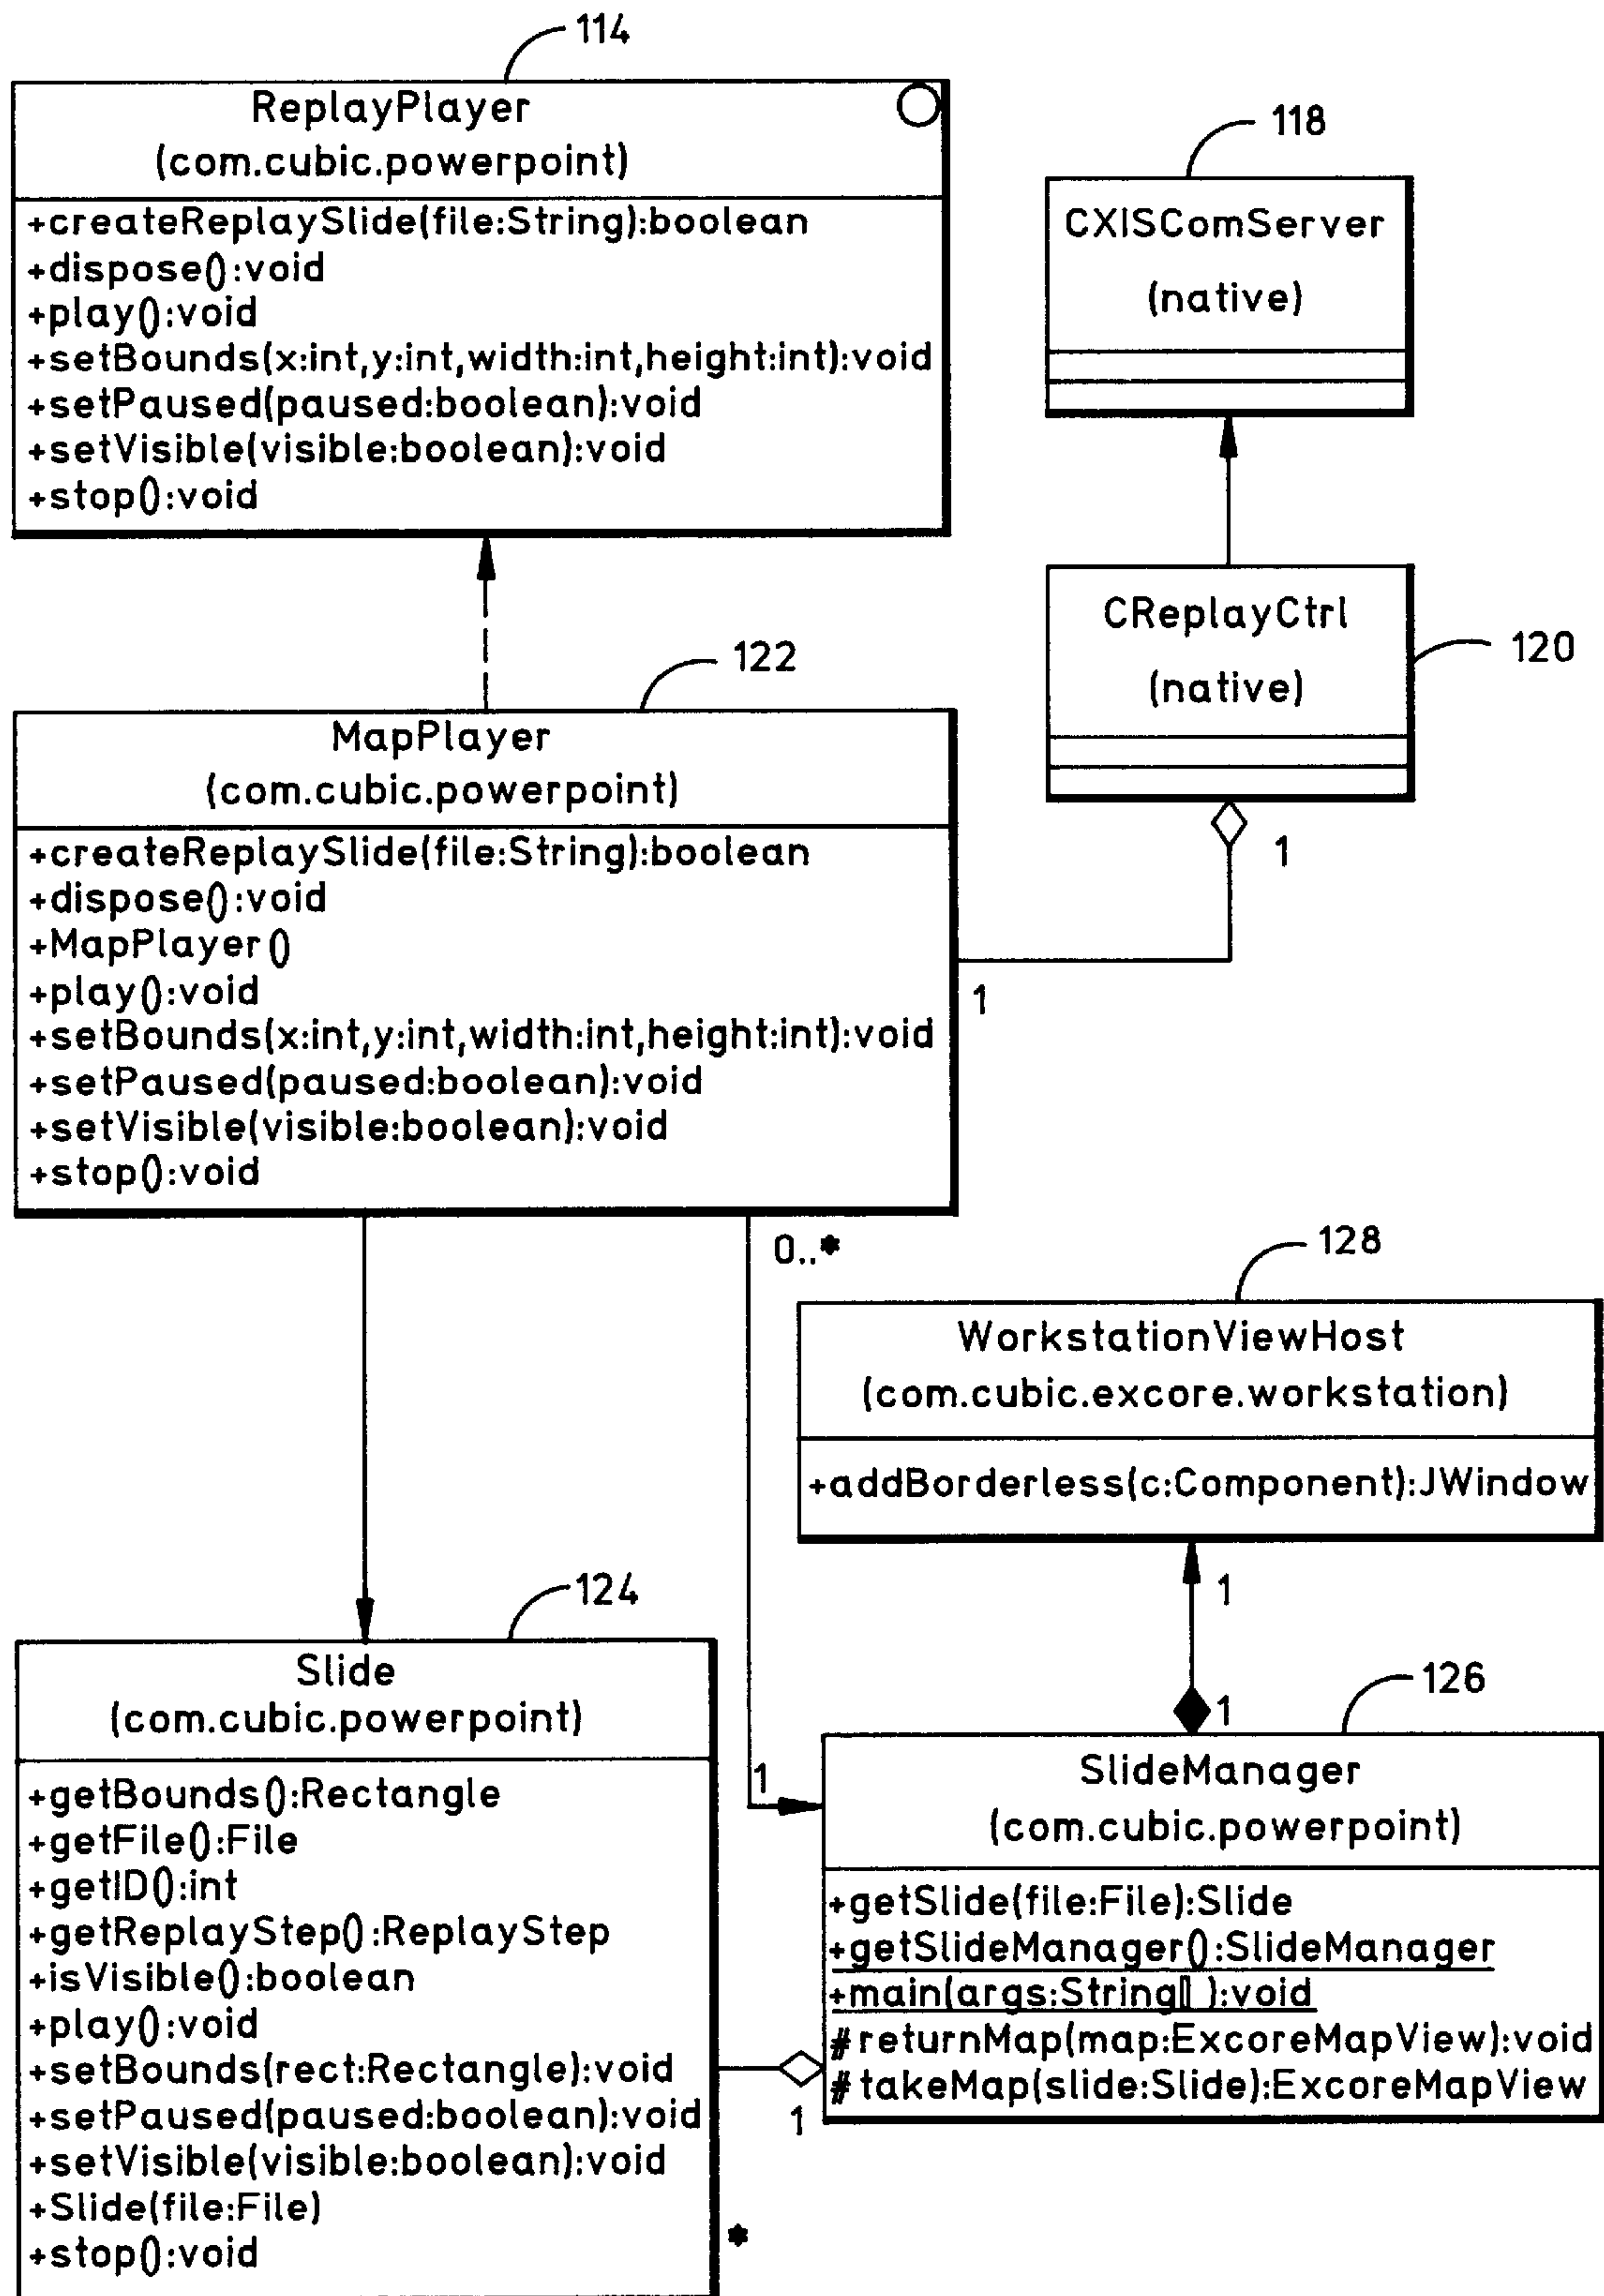 114
ReplayPlayer
(com.cubic.powerpoint)
+createReplaySlide(file:String):boolean
+dispose():void
+play():void
+setBounds(x:int,y:int,width:int,height:int):void
+setPaused(paused:boolean):void
+setVisible(visible:boolean):void
+stop():void
118
CXISComServer
(native)
CReplayCtrl
(native)
120
1
122
MapPlayer
(com.cubic.powerpoint)
+createReplaySlide(file:String):boolean
+dispose():void
+MapPlayer()
+play():void
+setBounds(x:int,y:int,width:int,height:int):void
+setPaused(paused:boolean):void
+setVisible(visible:boolean):void
+stop():void
1
0..*
128
WorkstationViewHost
(com.cubic.excore.workstation)
+addBorderless(c:Component):JWindow
1
1
124
Slide
(com.cubic.powerpoint)
+getBounds():Rectangle
+getFile():File
+getID():int
+getReplayStep():ReplayStep
+isVisible():boolean
+play():void
+setBounds(rect:Rectangle):void
+setPaused(paused:boolean):void
+setVisible(visible:boolean):void
+Slide(file:File)
+stop():void
*
126
1
SlideManager
(com.cubic.powerpoint)
+getSlide(file:File):Slide
+getSlideManager():SlideManager
+main(args:String[] ):void
#returnMap(map:ExcoreMapView):void
#takeMap(slide:Slide):ExcoreMapView
1